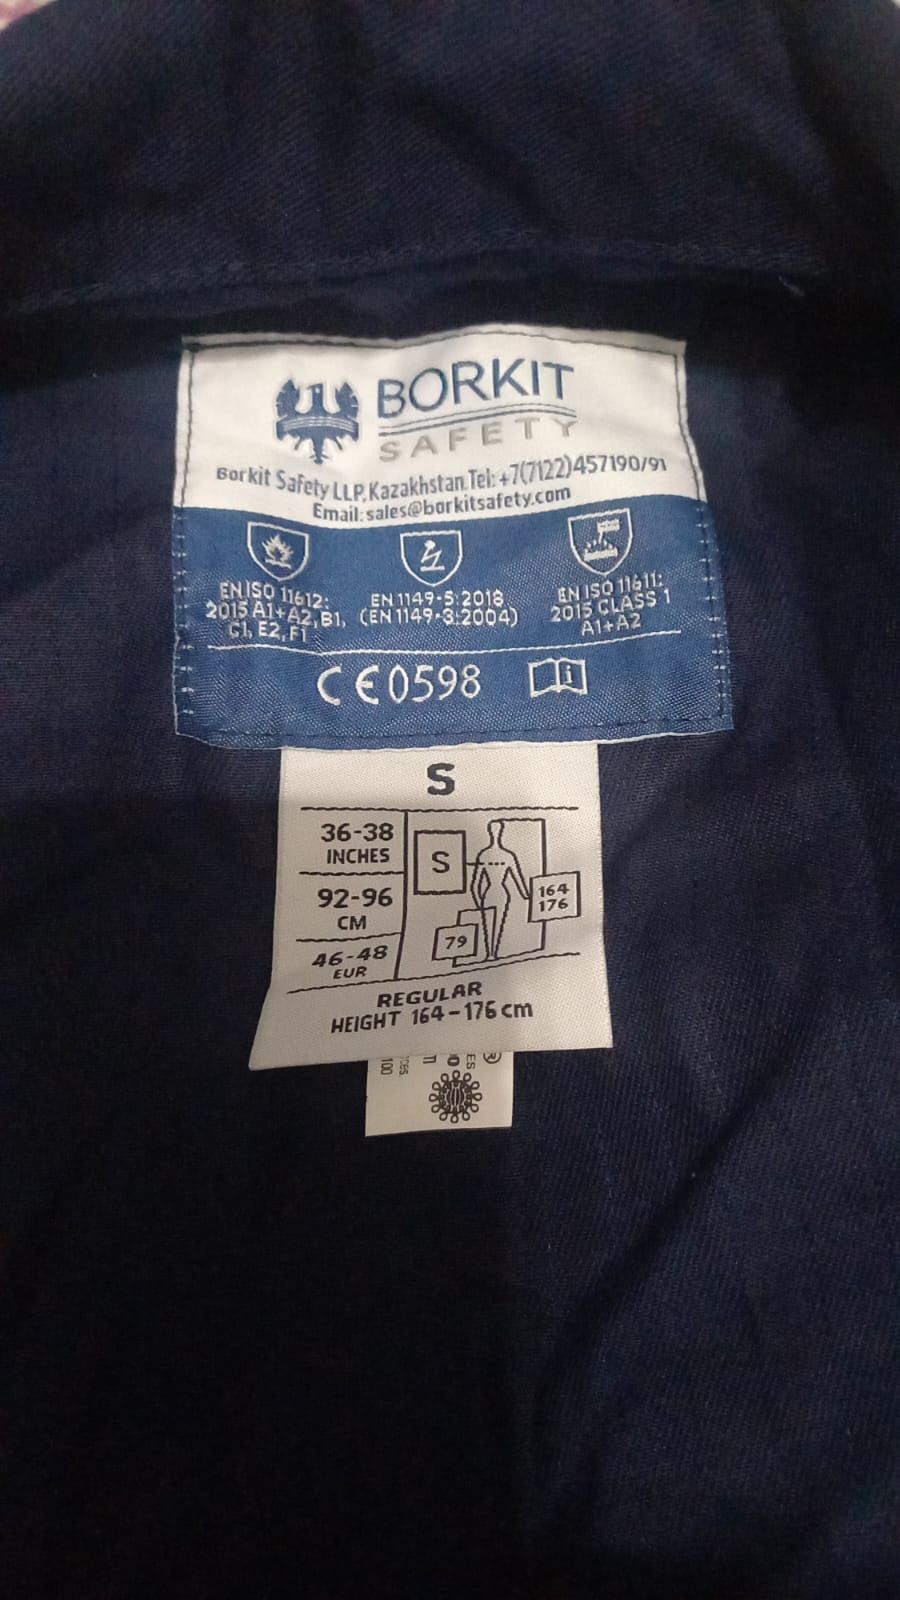 BORKIT
SAFETY
Borkit Safety LLP, Kazakhstan. Tel: +7(7122)457190/91
Email: sales@borkitsafety.com
EN ISO 11612:
2015 A1+A2, B1,
C1, E2, F1
EN 1149-5:2018
(EN 1149-3:2004)
EN ISO 11611:
2015 CLASS 1
A1+A2
CE0598
i
S
36-38
INCHES
92-96
CM
46-48
EUR
S
164
176
79
REGULAR
HEIGHT 164-176 cm
100
ES
®